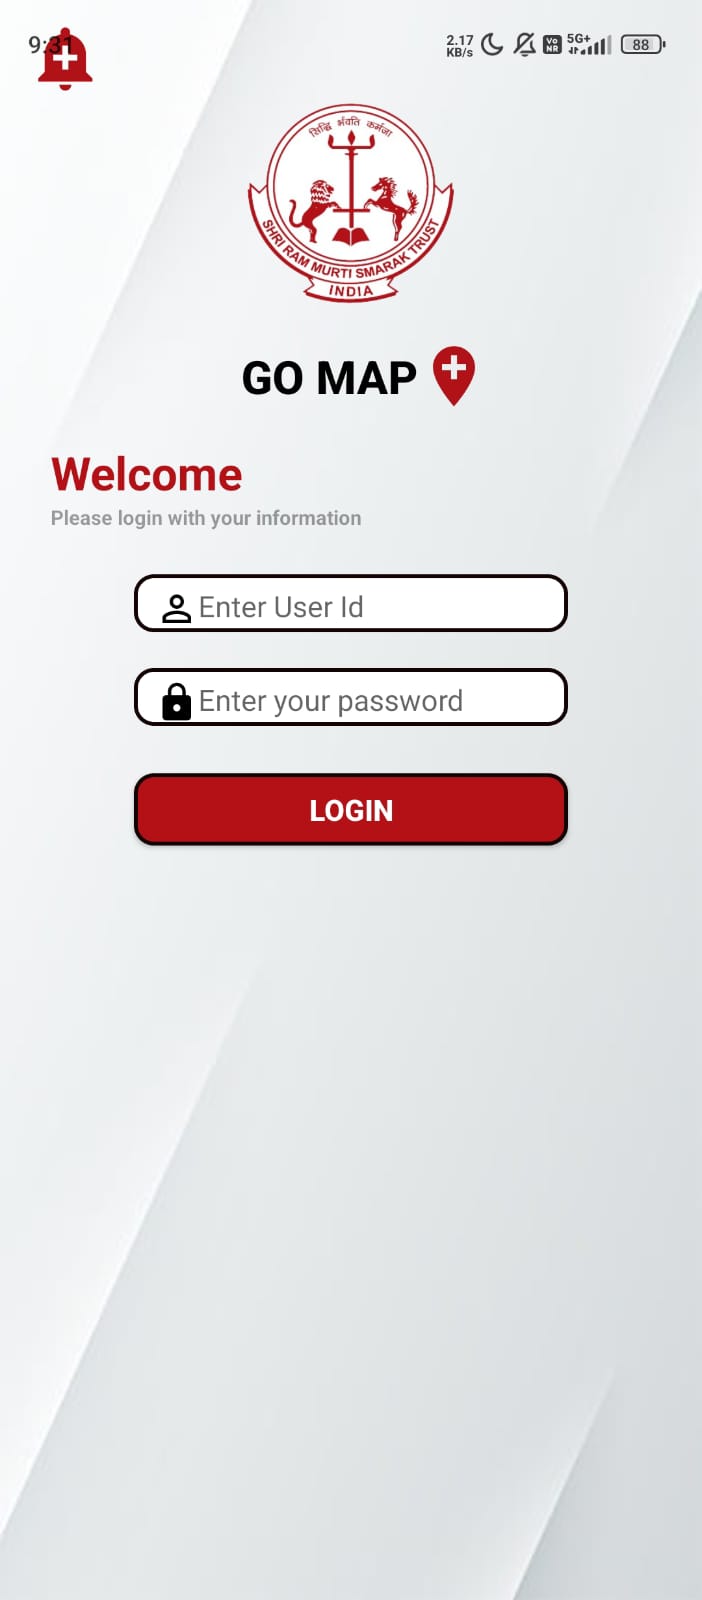 9:31
2.17
KB/s
Vo
NR
5G+
88
सिद्धि र्भवति कर्मजा
SHRI RAM MURTI SMARAK TRUST
INDIA
GO MAP
Welcome
Please login with your information
Enter User Id
Enter your password
LOGIN